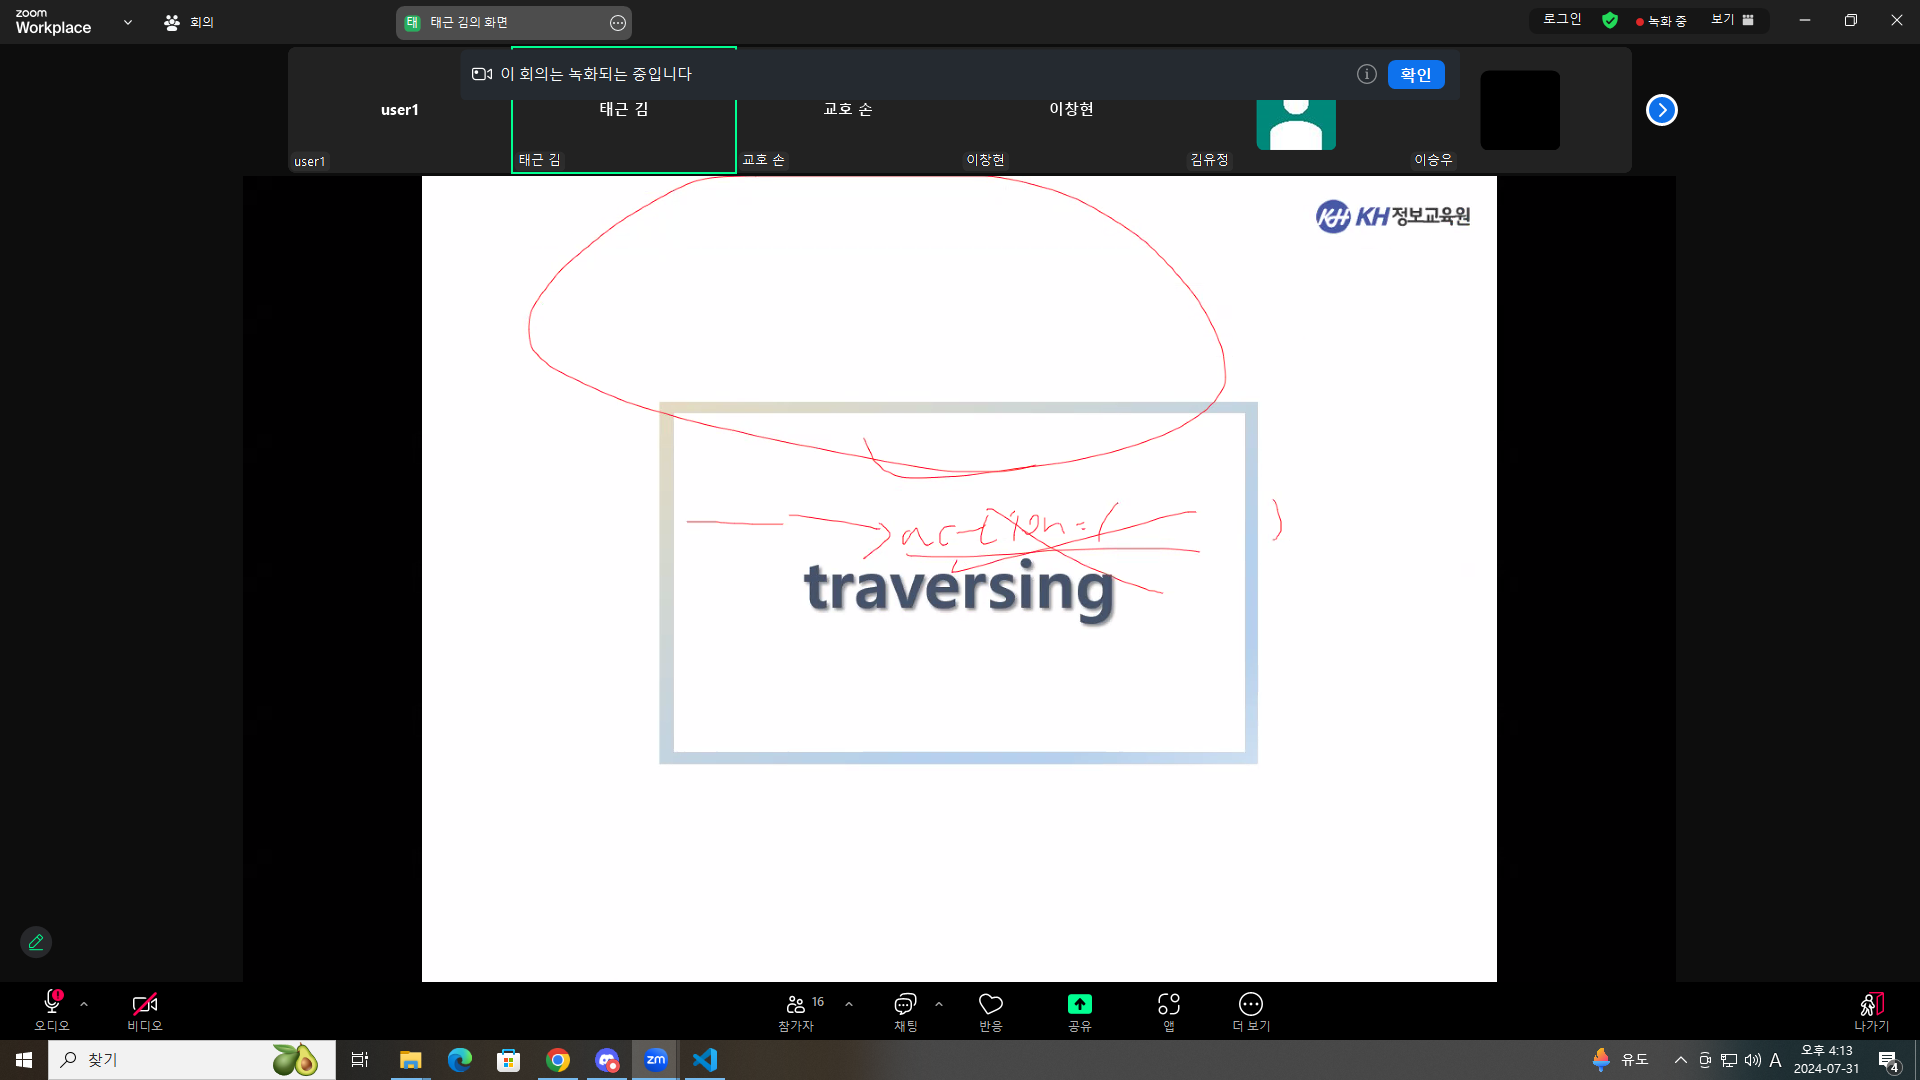 zoom
Workplace
회의
태 태근 김의 화면
로그인
녹화 중
보기
이 회의는 녹화되는 중입니다
확인
user1
태근 김
교호 손
이창현
user1
태근 김
교호 손
이창현
김유정
이승우
KH KH정보교육원
action=( )
traversing
오디오
비디오
16
참가자
채팅
반응
공유
앱
더 보기
나가기
찾기
zm
유도
A
오후 4:13
2024-07-31
4